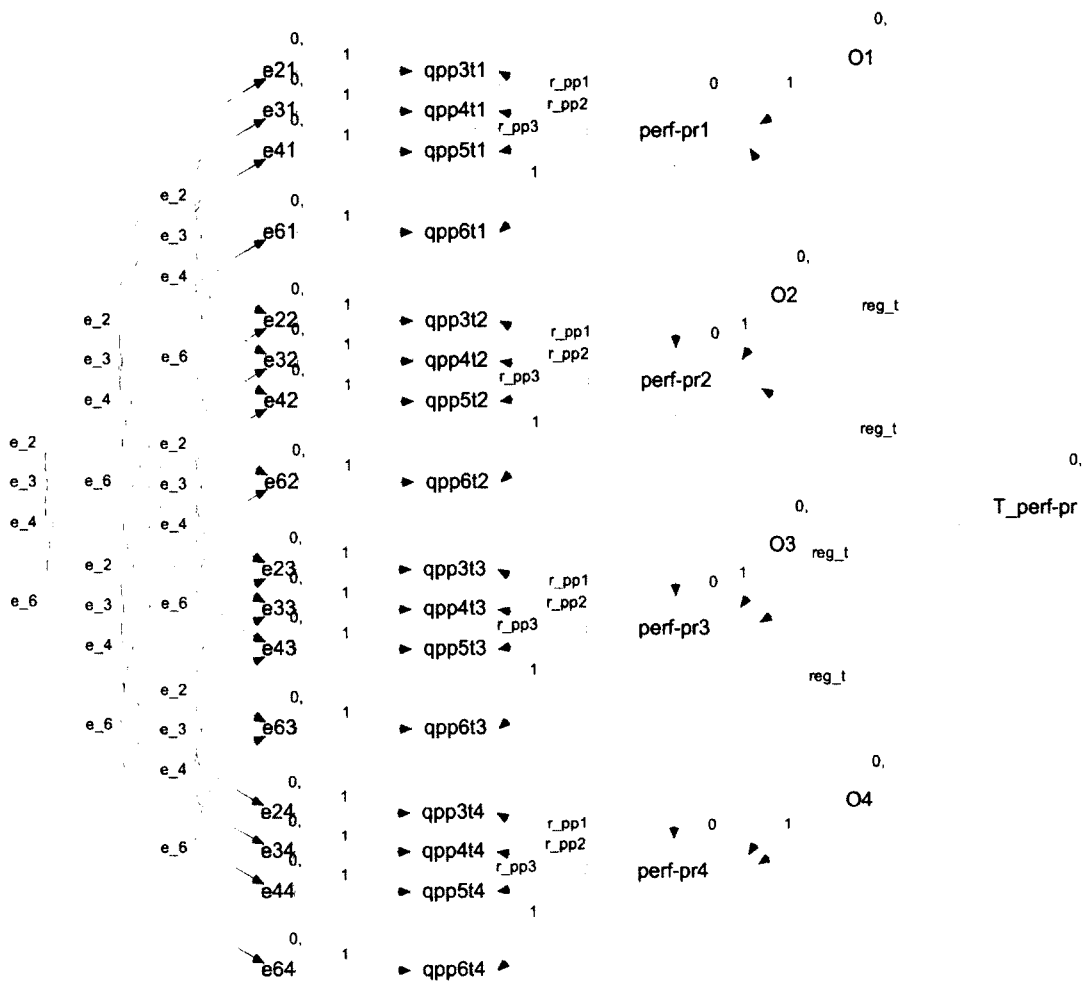 0,
0,
O1
1
e21
qpp3t1
0,
r_pp1
0
1
1
e31
qpp4t1
r_pp2
0,
r_pp3
perf-pr1
1
e41
qpp5t1
1
e_2
0,
1
e_3
e61
qpp6t1
0,
e_4
0,
O2
1
reg_t
e_2
e22
qpp3t2
0,
r_pp1
0
1
1
e_3
e_6
e32
qpp4t2
r_pp2
0,
r_pp3
perf-pr2
1
e_4
e42
qpp5t2
1
reg_t
e_2
e_2
0,
0,
1
e_3
e_6
e_3
e62
qpp6t2
T_perf-pr
0,
e_4
e_4
0,
O3
1
reg_t
e_2
e23
qpp3t3
0,
r_pp1
0
1
1
e_6
e_3
e_6
e33
qpp4t3
r_pp2
0,
r_pp3
perf-pr3
1
e_4
e43
qpp5t3
1
reg_t
e_2
0,
1
e_6
e_3
e63
qpp6t3
0,
e_4
0,
O4
1
e24
qpp3t4
0,
r_pp1
0
1
1
e_6
e34
qpp4t4
r_pp2
0,
r_pp3
perf-pr4
1
e44
qpp5t4
1
0,
1
e64
qpp6t4